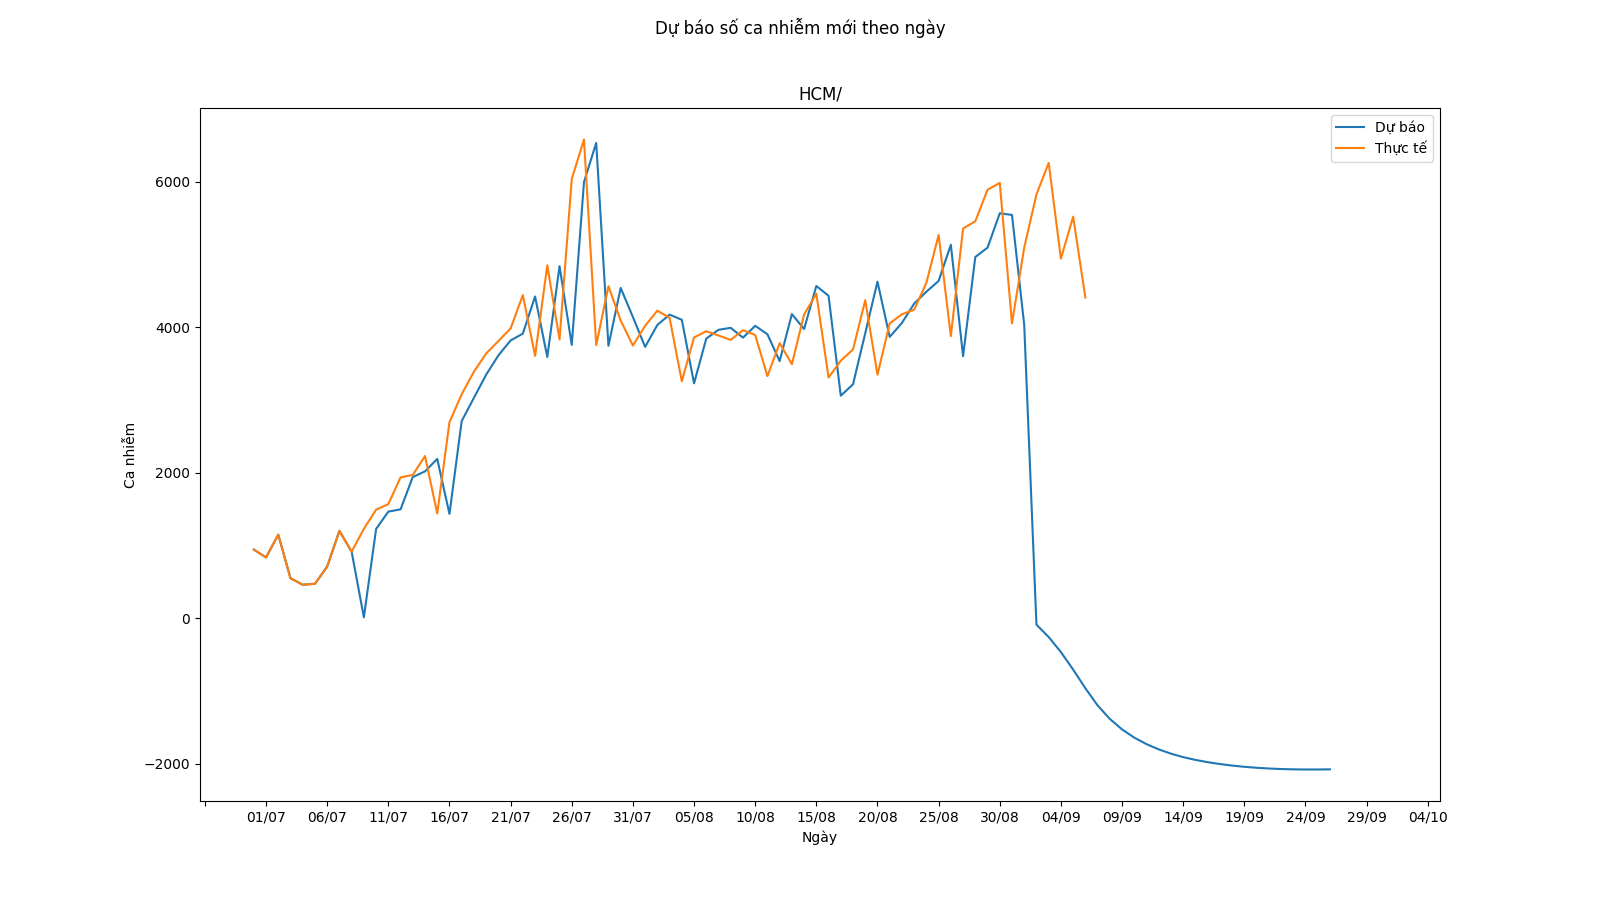 Dự báo số ca nhiễm mới theo ngày
HCM/
Dự báo
Thực tế
6000
4000
2000
0
−2000
Ca nhiễm
01/07 06/07 11/07 16/07 21/07 26/07 31/07 05/08 10/08 15/08 20/08 25/08 30/08 04/09 09/09 14/09 19/09 24/09 29/09 04/10
Ngày